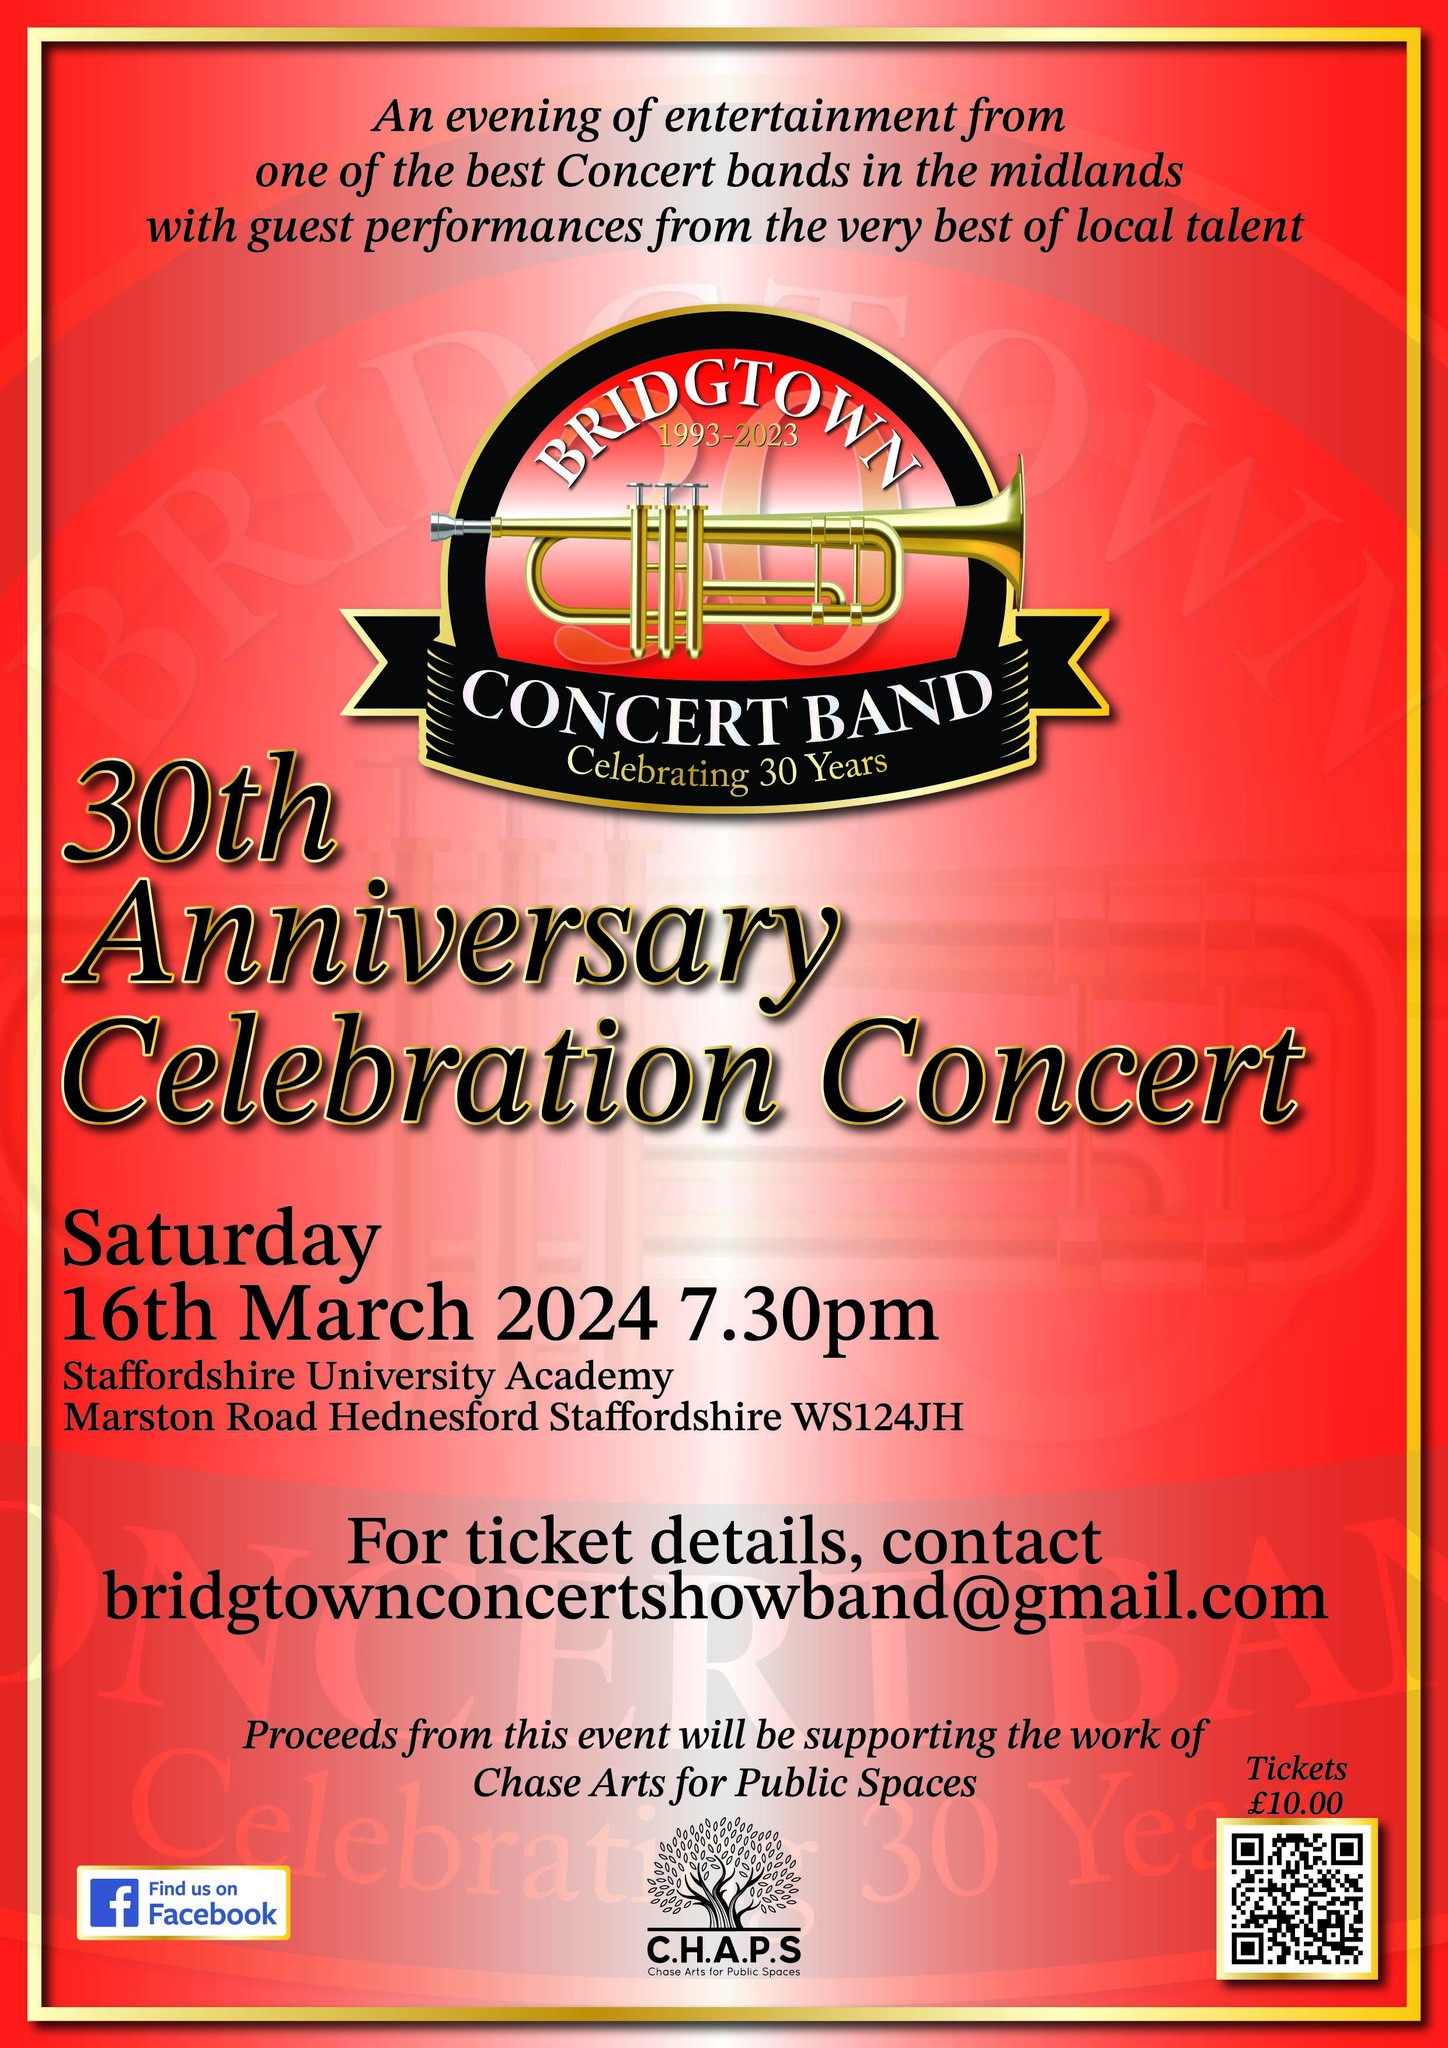 An evening of entertainment from
one of the best Concert bands in the midlands
with guest performances from the very best of local talent
BRIDGTOWN
1993-2023
30
CONCERT BAND
Celebrating 30 Years
30th
Anniversary
Celebration Concert
Saturday
16th March 2024 7.30pm
Staffordshire University Academy
Marston Road Hednesford Staffordshire WS124JH
For ticket details, contact
bridgtownconcertshowband@gmail.com
Proceeds from this event will be supporting the work of
Chase Arts for Public Spaces
Tickets
£10.00
Find us on
Facebook
C.H.A.P.S
Chase Arts for Public Spaces